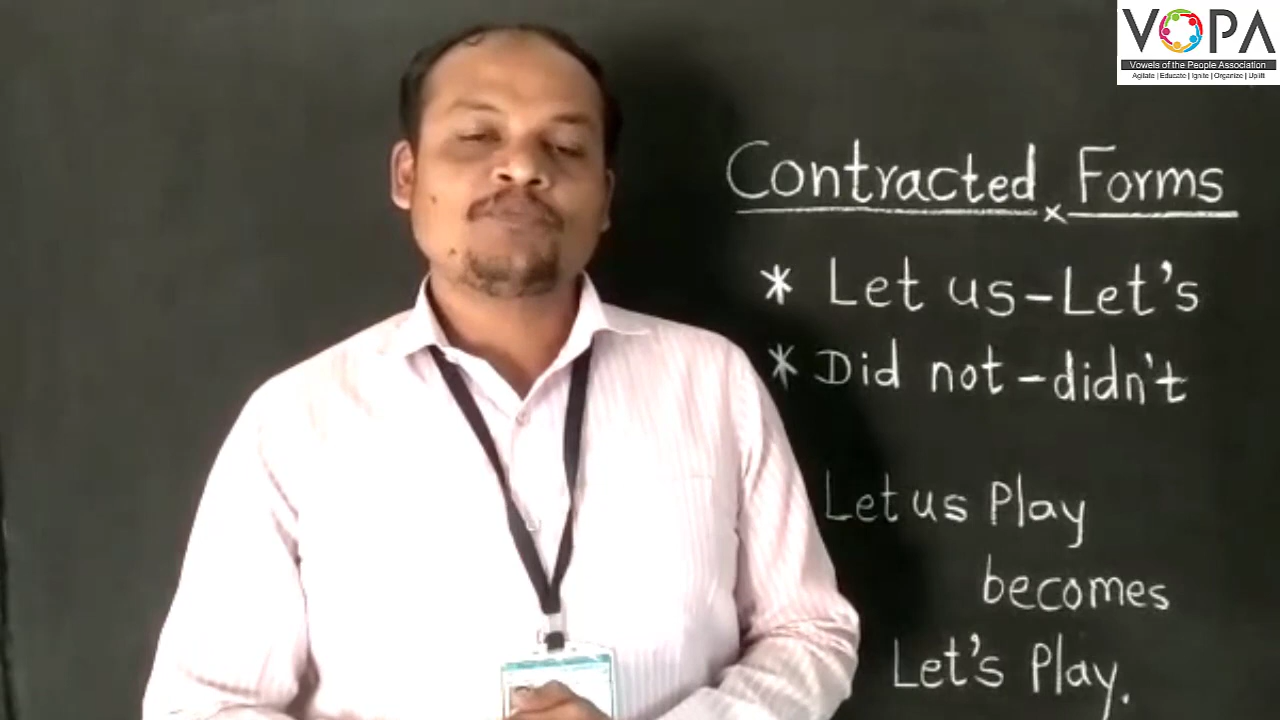 VOPA
Vowels of the People Association
Agitate | Educate | Ignite | Organize | Uplift
Contracted Forms
* Let us - Let's
* Did not - didn't
Let us Play
becomes
Let's Play.